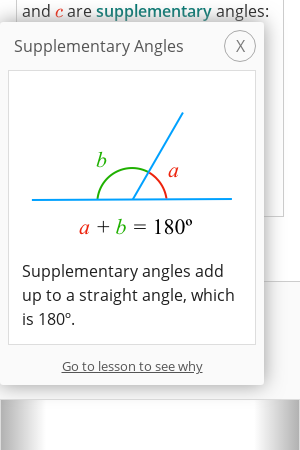 and c are supplementary angles:
Supplementary Angles X
b
a
a + b = 180º
Supplementary angles add
up to a straight angle, which
is 180º.
Go to lesson to see why